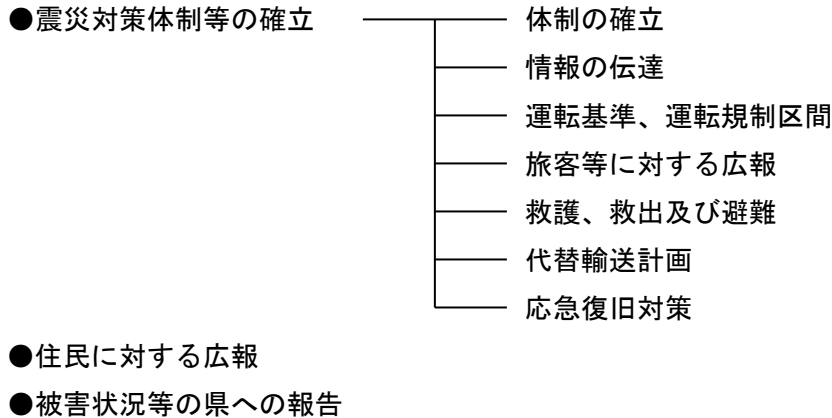 ●震災対策体制等の確立 体制の確立
情報の伝達
運転基準、運転規制区間
旅客等に対する広報
救護、救出及び避難
代替輸送計画
応急復旧対策
●住民に対する広報
●被害状況等の県への報告